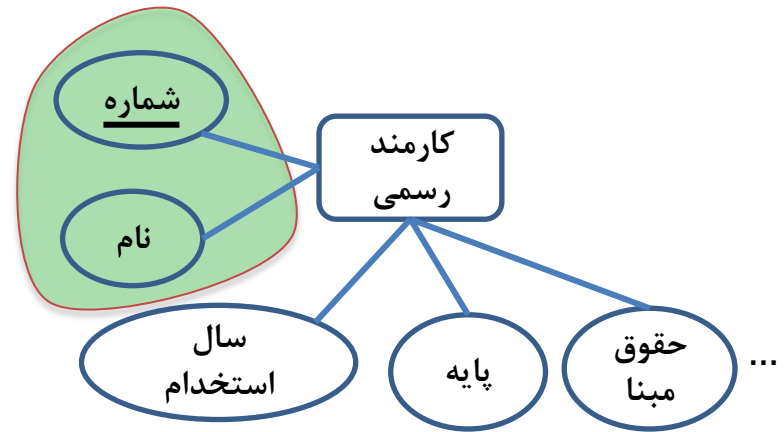 شماره
کارمند
رسمی
نام
سال
استخدام
پایه
حقوق
مبنا
...